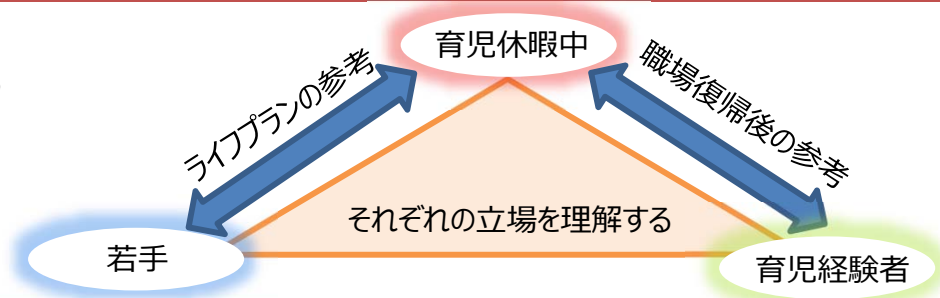 育児休暇中
ライフプランの参考
職場復帰後の参考
それぞれの立場を理解する
若手
育児経験者